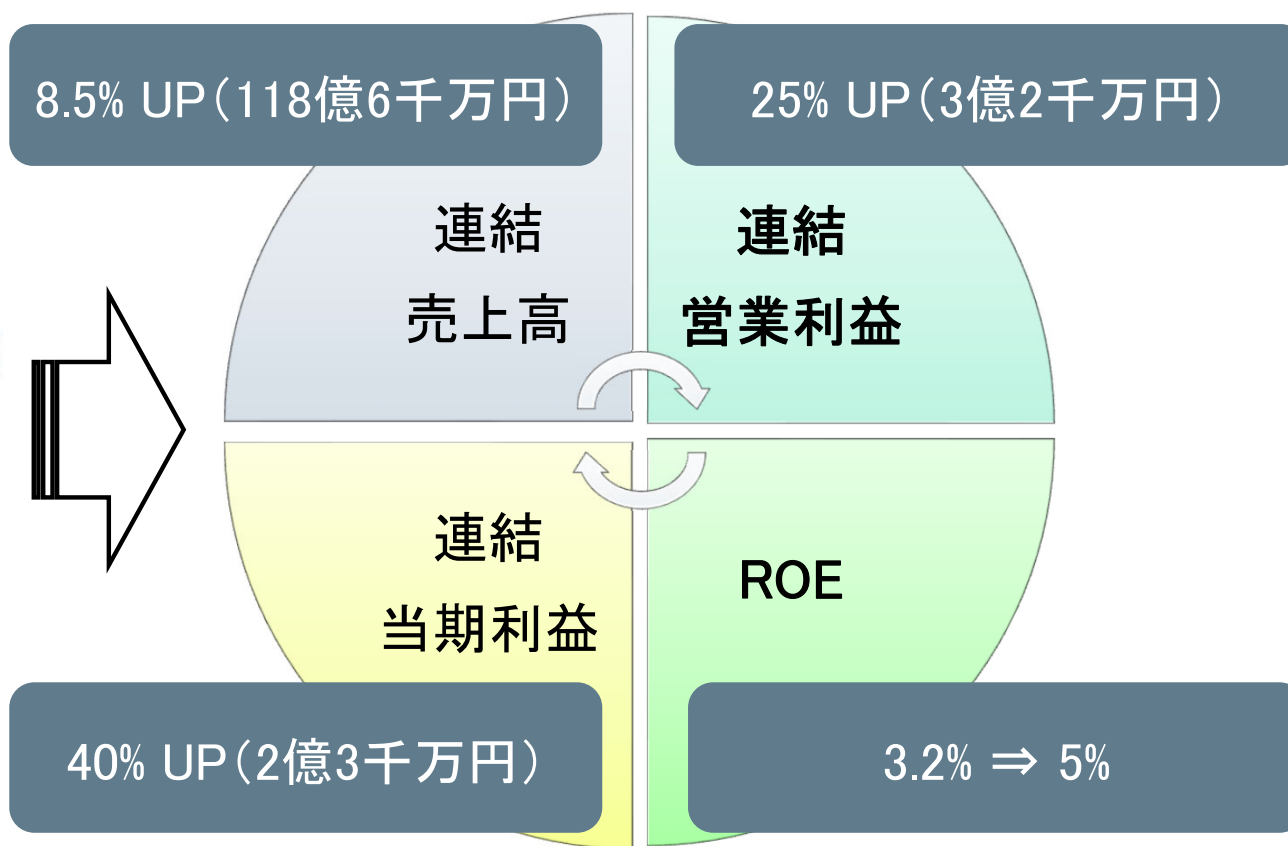 8.5% UP(118億6千万円)
連結
売上高
25% UP(3億2千万円)
連結
営業利益
連結
当期利益
40% UP(2億3千万円)
ROE
3.2% ⇒ 5%